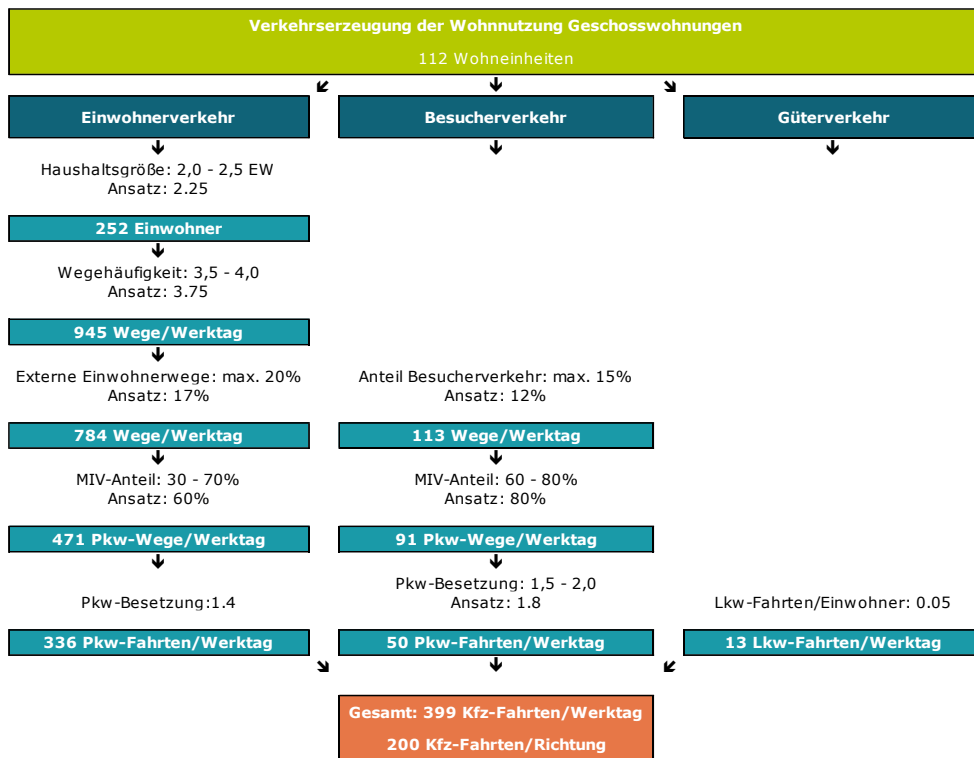 Verkehrserzeugung der Wohnnutzung Geschosswohnungen
112 Wohneinheiten
Einwohnerverkehr
Besucherverkehr
Güterverkehr
Haushaltsgröße: 2,0 - 2,5 EW
Ansatz: 2.25
252 Einwohner
Wegehäufigkeit: 3,5 - 4,0
Ansatz: 3.75
945 Wege/Werktag
Externe Einwohnerwege: max. 20%
Ansatz: 17%
Anteil Besucherverkehr: max. 15%
Ansatz: 12%
784 Wege/Werktag
113 Wege/Werktag
MIV-Anteil: 30 - 70%
Ansatz: 60%
MIV-Anteil: 60 - 80%
Ansatz: 80%
471 Pkw-Wege/Werktag
91 Pkw-Wege/Werktag
Pkw-Besetzung:1.4
Pkw-Besetzung: 1,5 - 2,0
Ansatz: 1.8
Lkw-Fahrten/Einwohner: 0.05
336 Pkw-Fahrten/Werktag
50 Pkw-Fahrten/Werktag
13 Lkw-Fahrten/Werktag
Gesamt: 399 Kfz-Fahrten/Werktag
200 Kfz-Fahrten/Richtung